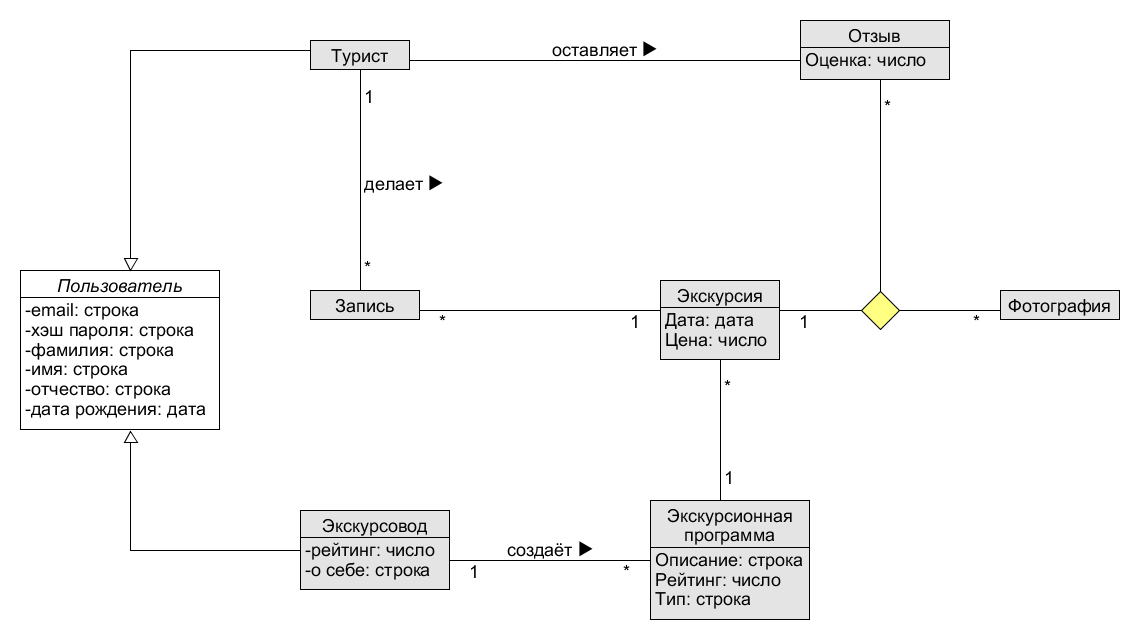 Турист
оставляет ▶
Отзыв
Оценка: число
1
*
делает ▶
*
Пользователь
-email: строка
-хэш пароля: строка
-фамилия: строка
-имя: строка
-отчество: строка
-дата рождения: дата
Запись
*
1
Экскурсия
Дата: дата
Цена: число
1
*
Фотография
*
1
Экскурсовод
-рейтинг: число
-о себе: строка
создаёт ▶
1
*
Экскурсионная
программа
Описание: строка
Рейтинг: число
Тип: строка